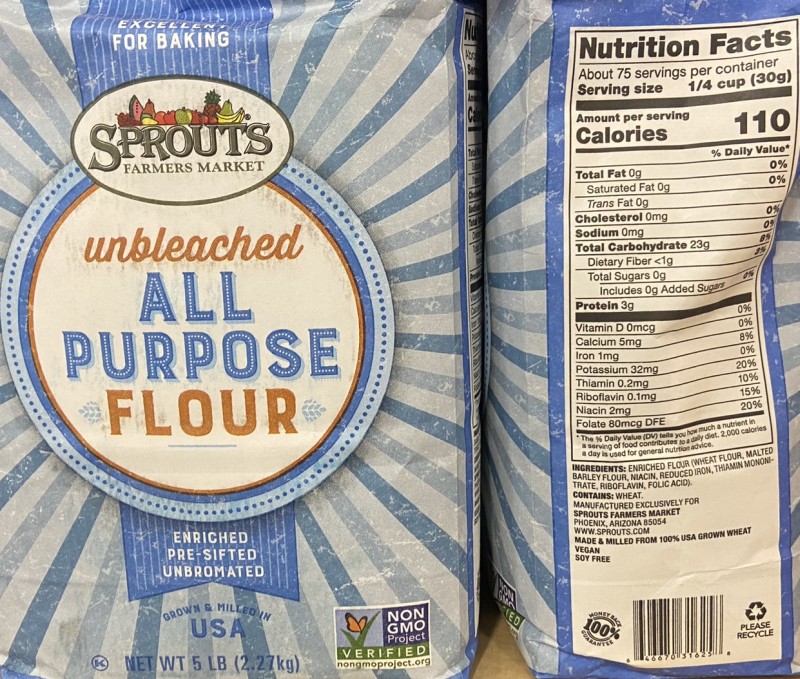 EXCELLENT
FOR BAKING
SPROUTS
FARMERS MARKET
unbleached
ALL
PURPOSE
FLOUR
ENRICHED
PRE-SIFTED
UNBROMATED
GROWN & MILLED IN
USA
K NET WT 5 LB (2.27kg)
NON
GMO
Project
VERIFIED
nongmoproject.org
Nutrition Facts
About 75 servings per container
Serving size 1/4 cup (30g)
Amount per serving
Calories 110
% Daily Value*
Total Fat 0g 0%
Saturated Fat 0g 0%
Trans Fat 0g
Cholesterol 0mg 0%
Sodium 0mg 0%
Total Carbohydrate 23g 8%
Dietary Fiber <1g 3%
Total Sugars 0g
Includes 0g Added Sugars 0%
Protein 3g
Vitamin D 0mcg 0%
Calcium 5mg 0%
Iron 1mg 8%
Potassium 32mg 0%
Thiamin 0.2mg 20%
Riboflavin 0.1mg 10%
Niacin 2mg 15%
Folate 80mcg DFE 20%
* The % Daily Value (DV) tells you how much a nutrient in
a serving of food contributes to a daily diet. 2,000 calories
a day is used for general nutrition advice.
INGREDIENTS: ENRICHED FLOUR (WHEAT FLOUR, MALTED
BARLEY FLOUR, NIACIN, REDUCED IRON, THIAMIN MONONI-
TRATE, RIBOFLAVIN, FOLIC ACID).
CONTAINS: WHEAT.
MANUFACTURED EXCLUSIVELY FOR
SPROUTS FARMERS MARKET
PHOENIX, ARIZONA 85054
WWW.SPROUTS.COM
MADE & MILLED FROM 100% USA GROWN WHEAT
VEGAN
SOY FREE
MONEY BACK
100%
GUARANTEE
6 46670 31625 8
PLEASE
RECYCLE